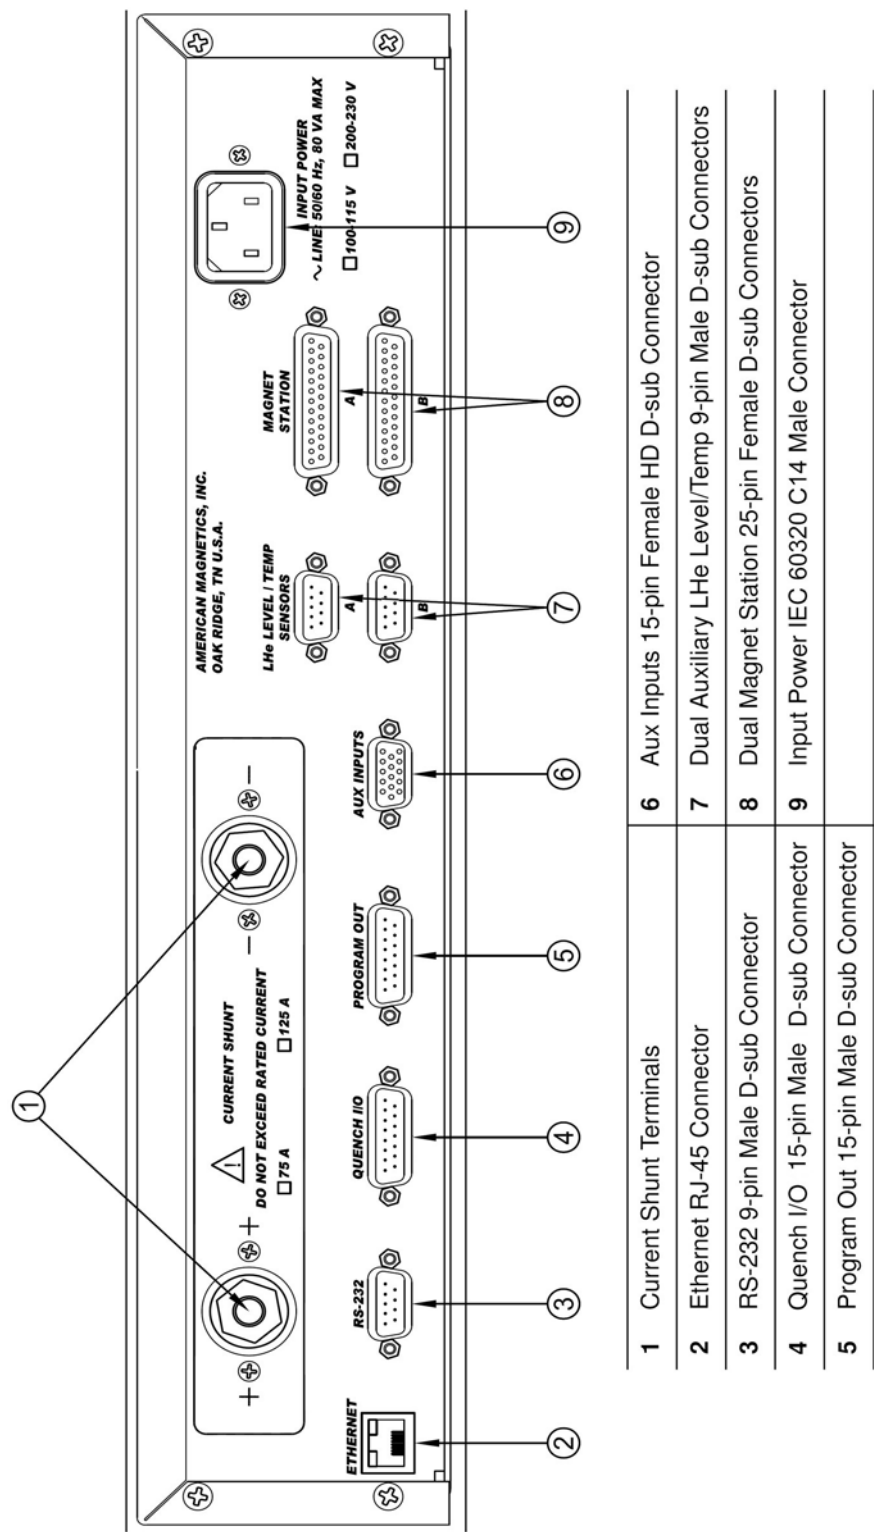 1
AMERICAN MAGNETICS, INC.
OAK RIDGE, TN U.S.A.
+ +
CURRENT SHUNT
DO NOT EXCEED RATED CURRENT
75 A 125 A
— —
LHe LEVEL / TEMP
SENSORS
A
B
MAGNET
STATION
A
B
INPUT POWER
~ LINE: 50/60 Hz, 80 VA MAX
100-115 V 200-230 V
ETHERNET
RS-232
QUENCH I/O
PROGRAM OUT
AUX INPUTS
2 3 4 5 6 7 8 9
1 Current Shunt Terminals
2 Ethernet RJ-45 Connector
3 RS-232 9-pin Male D-sub Connector
4 Quench I/O 15-pin Male D-sub Connector
5 Program Out 15-pin Male D-sub Connector
6 Aux Inputs 15-pin Female HD D-sub Connector
7 Dual Auxiliary LHe Level/Temp 9-pin Male D-sub Connectors
8 Dual Magnet Station 25-pin Female D-sub Connectors
9 Input Power IEC 60320 C14 Male Connector